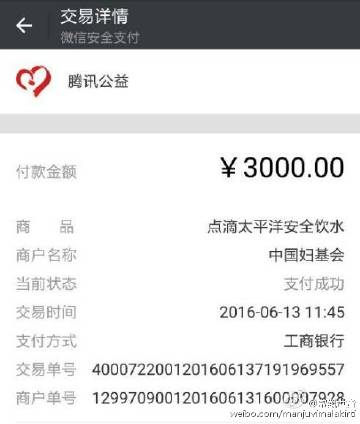 交易详情
微信安全支付
腾讯公益
付款金额 ￥3000.00
商 品 点滴太平洋安全饮水
商户名称 中国妇基会
当前状态 支付成功
交易时间 2016-06-13 11:45
支付方式 工商银行
交易单号 4000722001201606137191969557
商户单号 1299709001201606131600007928
weibo.com/manjuvimalakiro